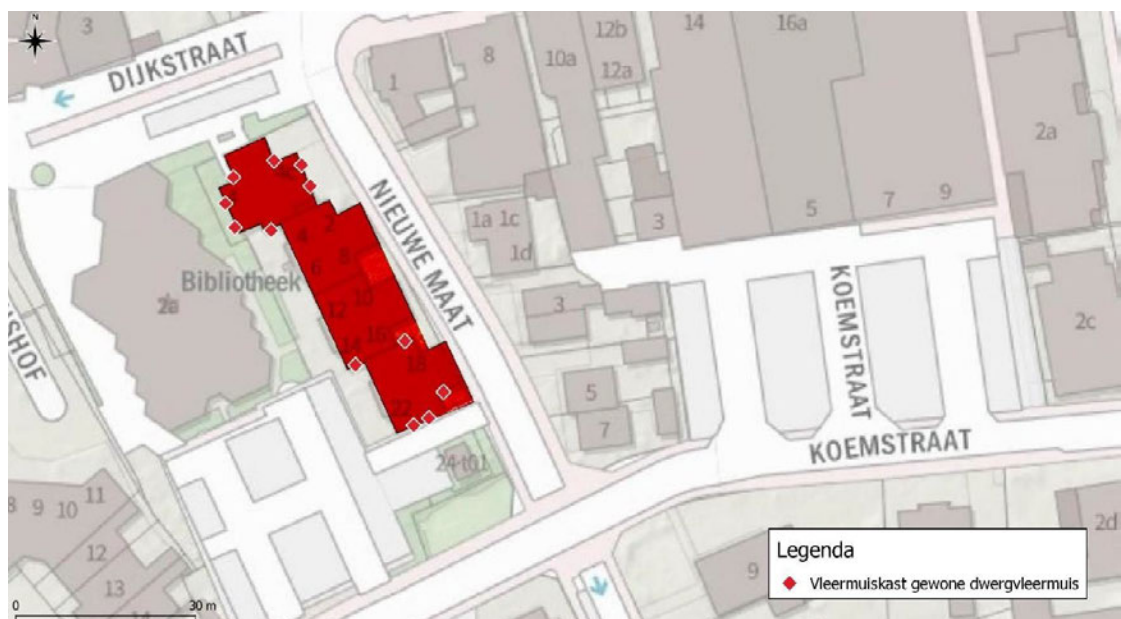 N
3
DIJKSTRAAT
1
8
10a
12b
12a
14
16a
2a
NIEUWE MAAT
1a 1c
1d
3
5
7
9
2
4
8
6
Bibliotheek
2a
12
10
14
18
22
3
5
7
KOEMSTRAAT
KOEMSTRAAT
2c
SHOF
24-t01
9 10 11
12
13
14
9
2d
Legenda
Vleermuiskast gewone dwergvleermuis
0 30 m